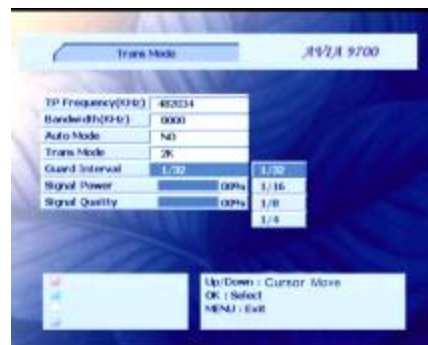 Trans Mode
AVIA 9700
TP Frequency(KHz) 482034
Bandwidth(KHz) 8000
Auto Mode NO
Trans Mode 2K
Guard Interval 1/32 1/32
Signal Power 00% 1/16
Signal Quality 00% 1/8
1/4
Up/Down : Cursor Move
OK : Select
MENU : Exit